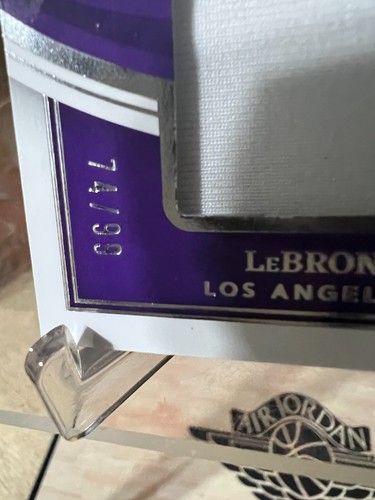 74/99
LEBRON
LOS ANGEL
AIR JORDAN